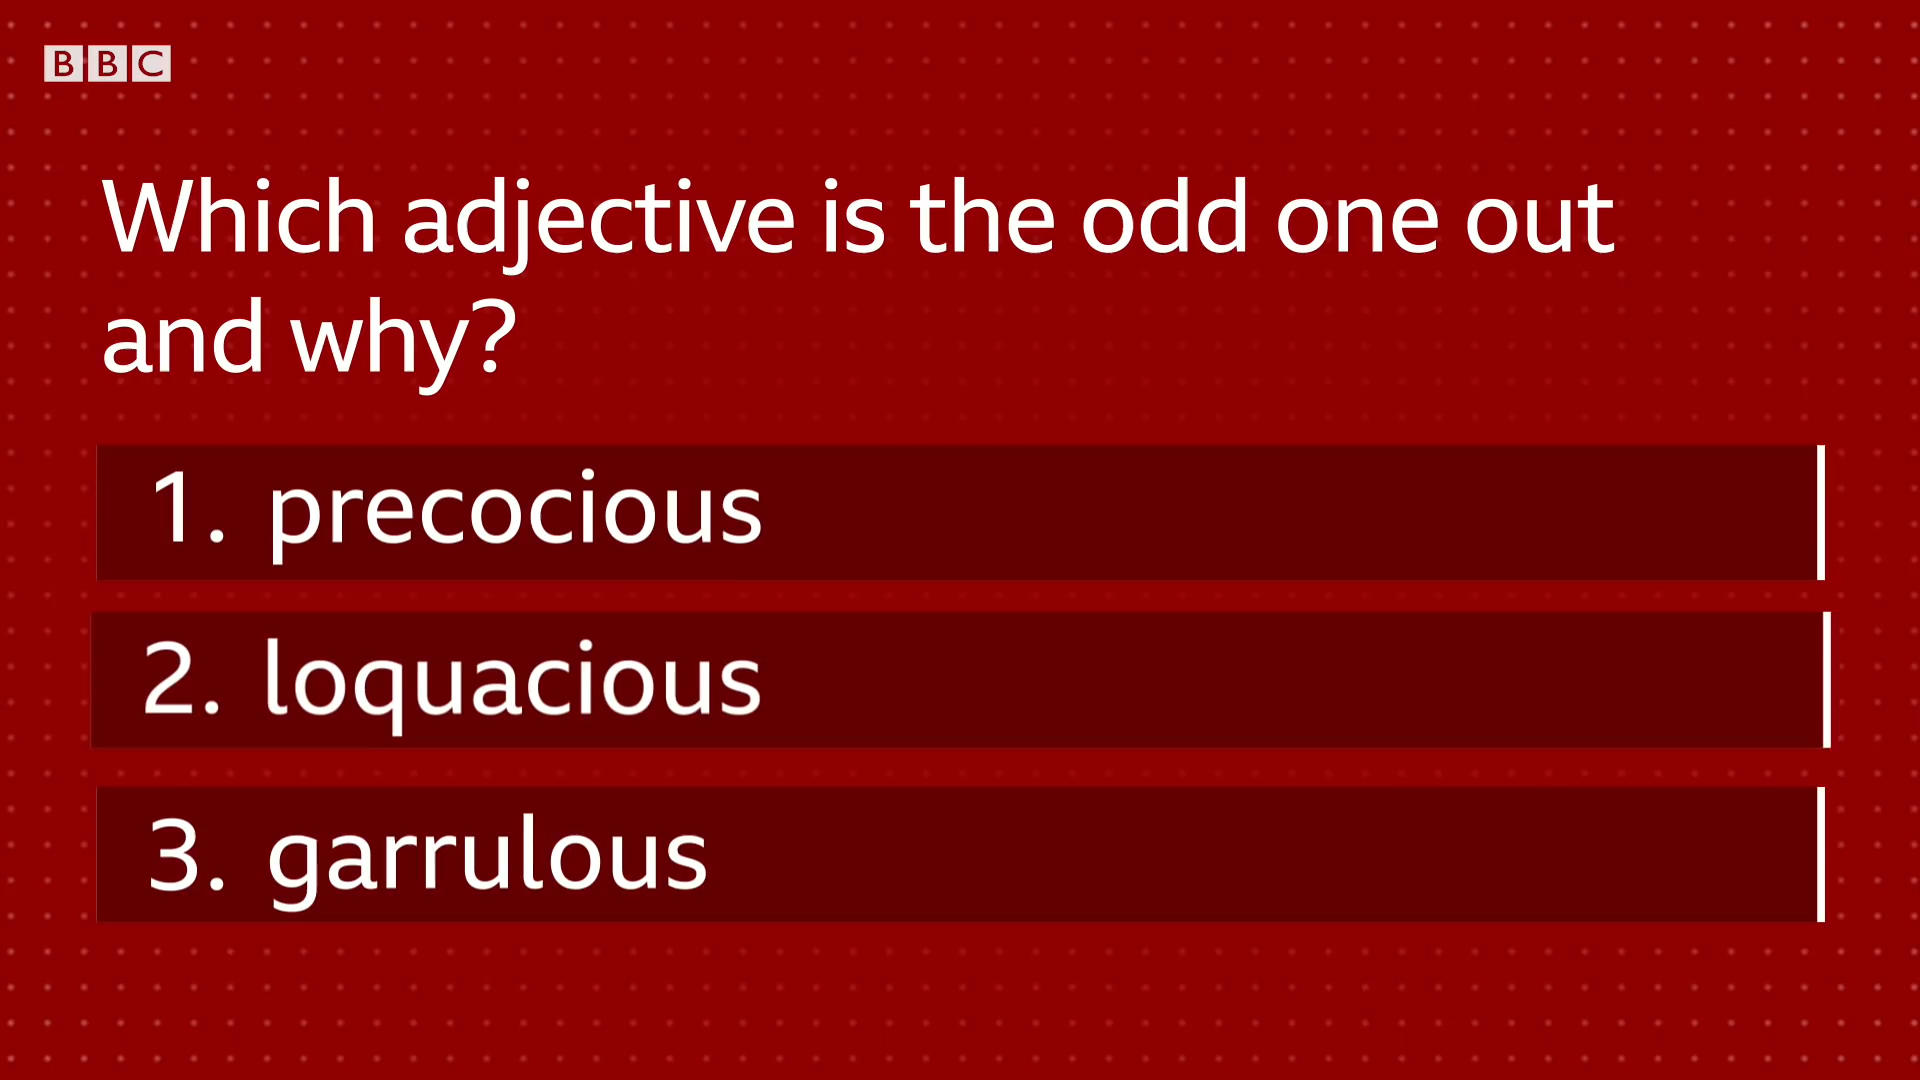 BBC
Which adjective is the odd one out
and why?
1. precocious
2. loquacious
3. garrulous